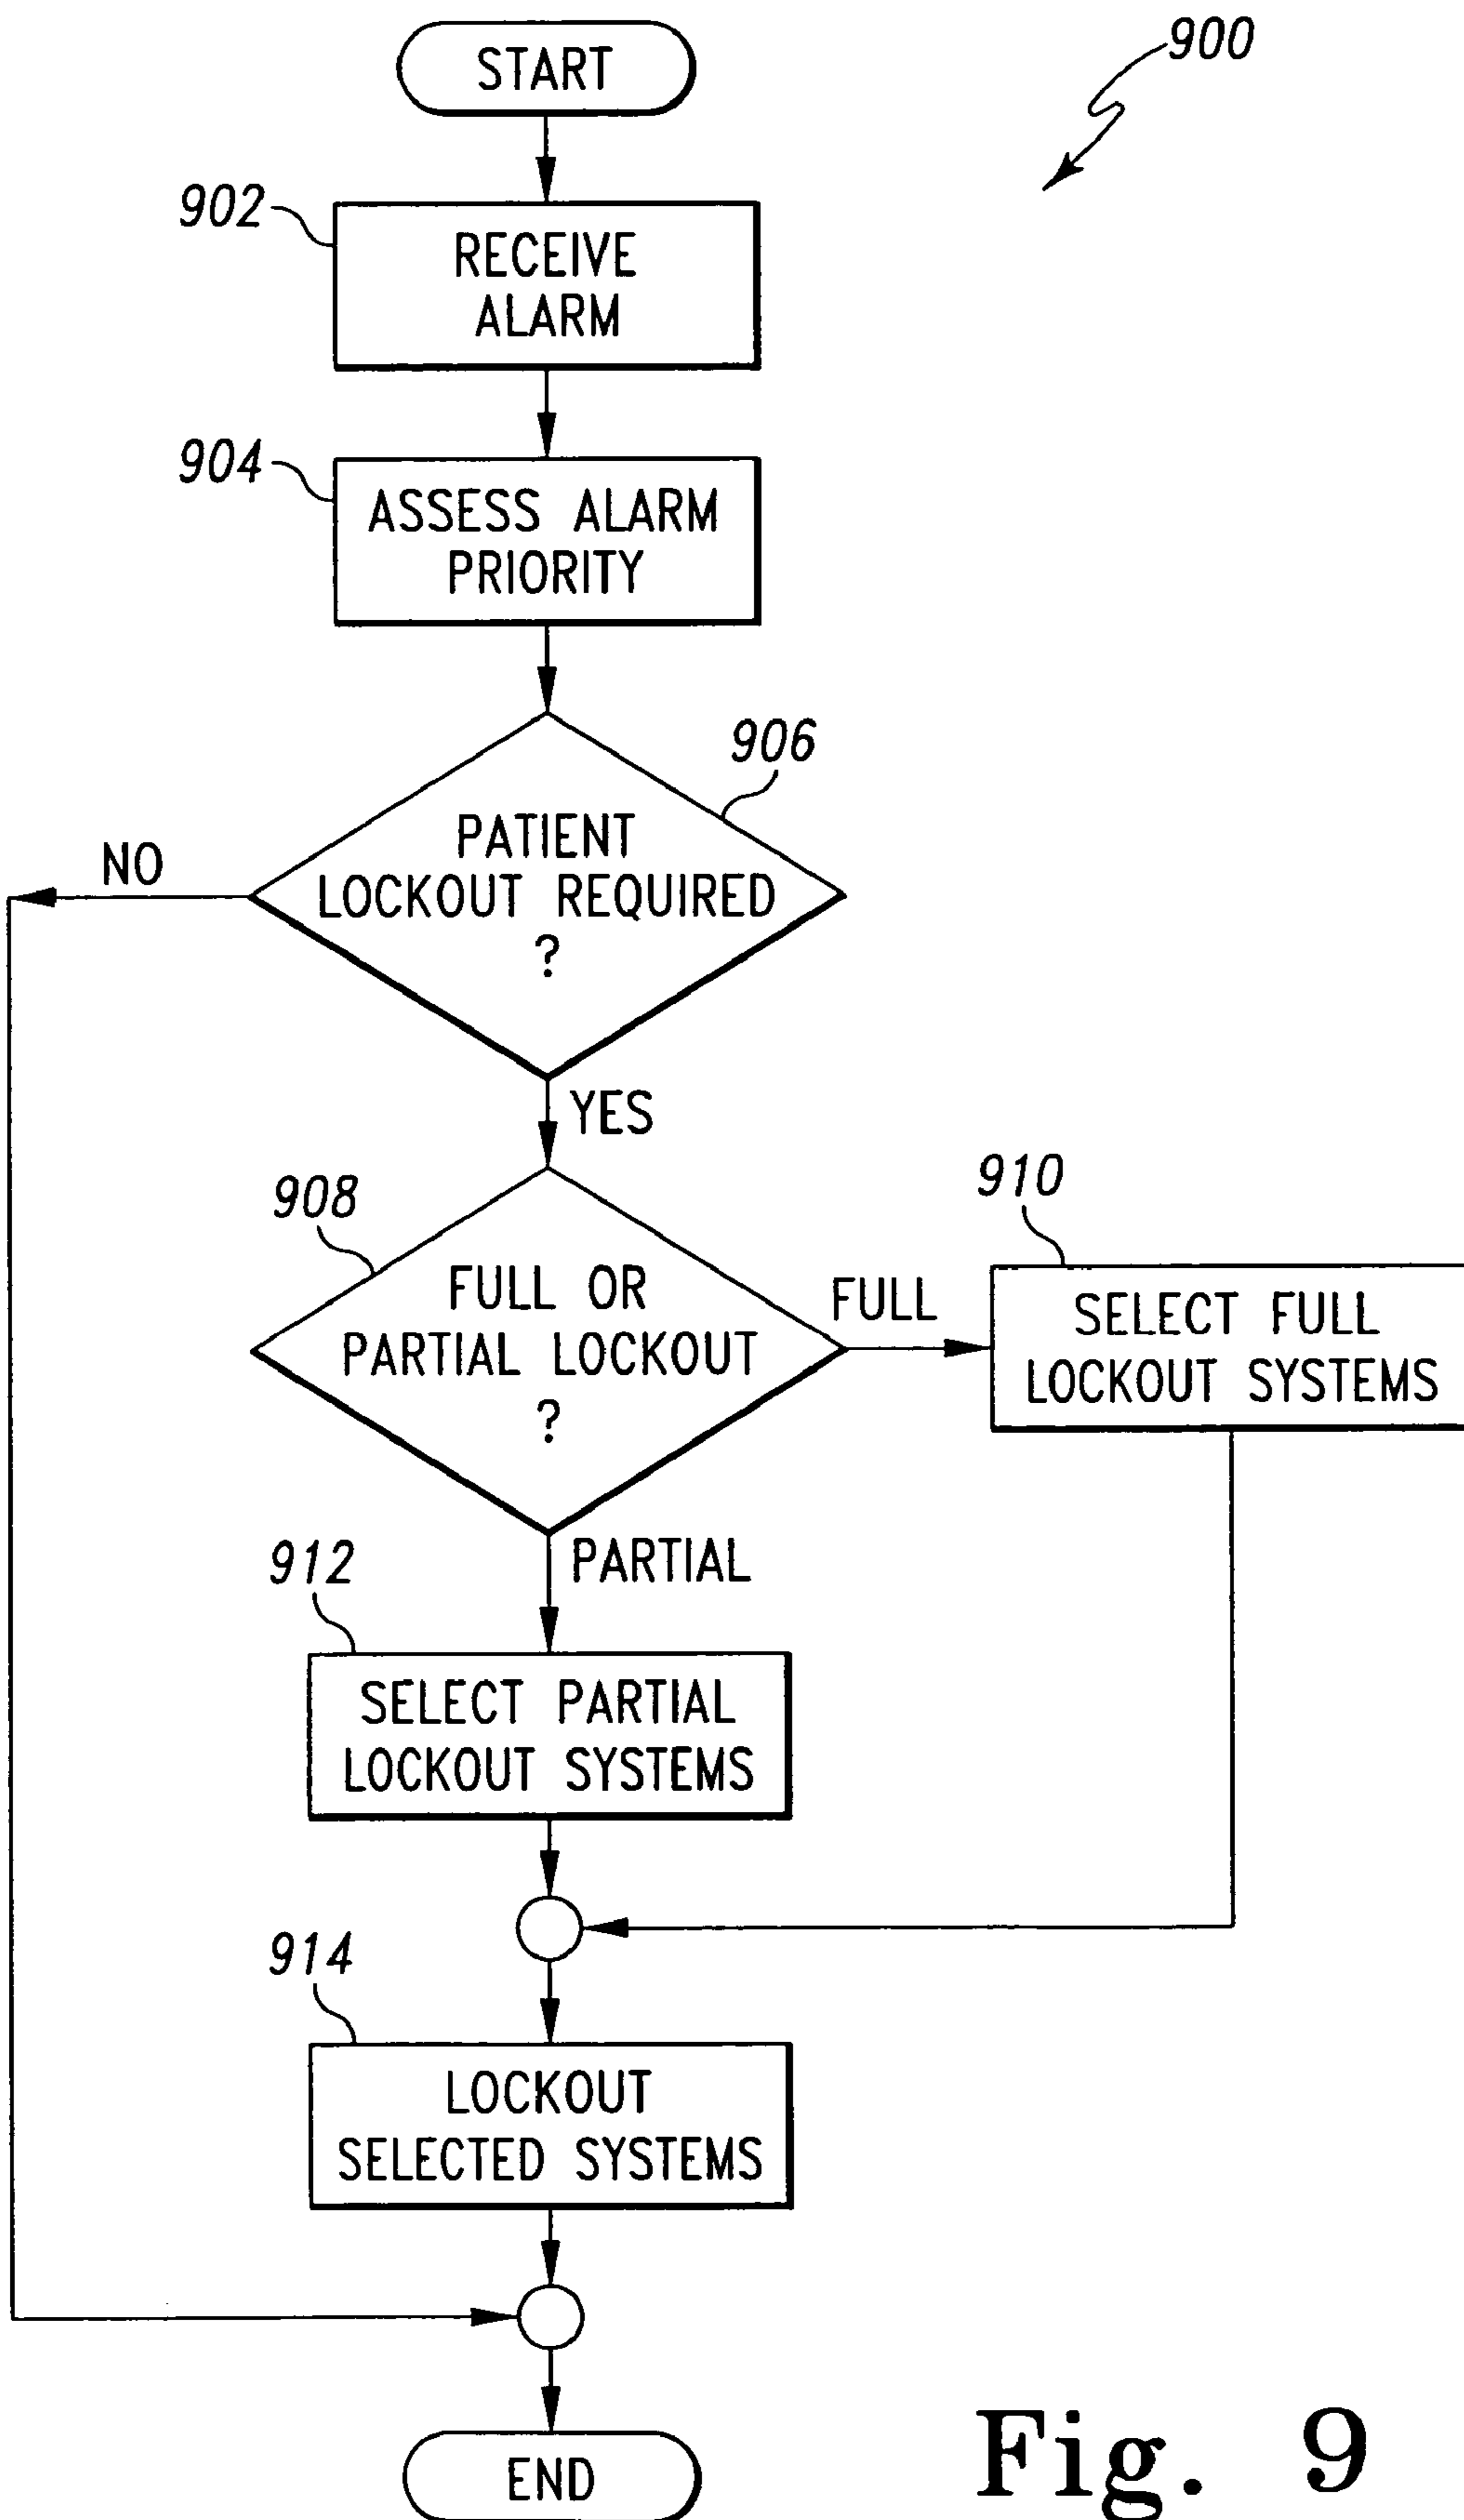 START
900
902
RECEIVE
ALARM
904
ASSESS ALARM
PRIORITY
906
PATIENT
LOCKOUT REQUIRED
?
NO
YES
908
FULL OR
PARTIAL LOCKOUT
?
FULL
910
SELECT FULL
LOCKOUT SYSTEMS
PARTIAL
912
SELECT PARTIAL
LOCKOUT SYSTEMS
914
LOCKOUT
SELECTED SYSTEMS
END
Fig. 9